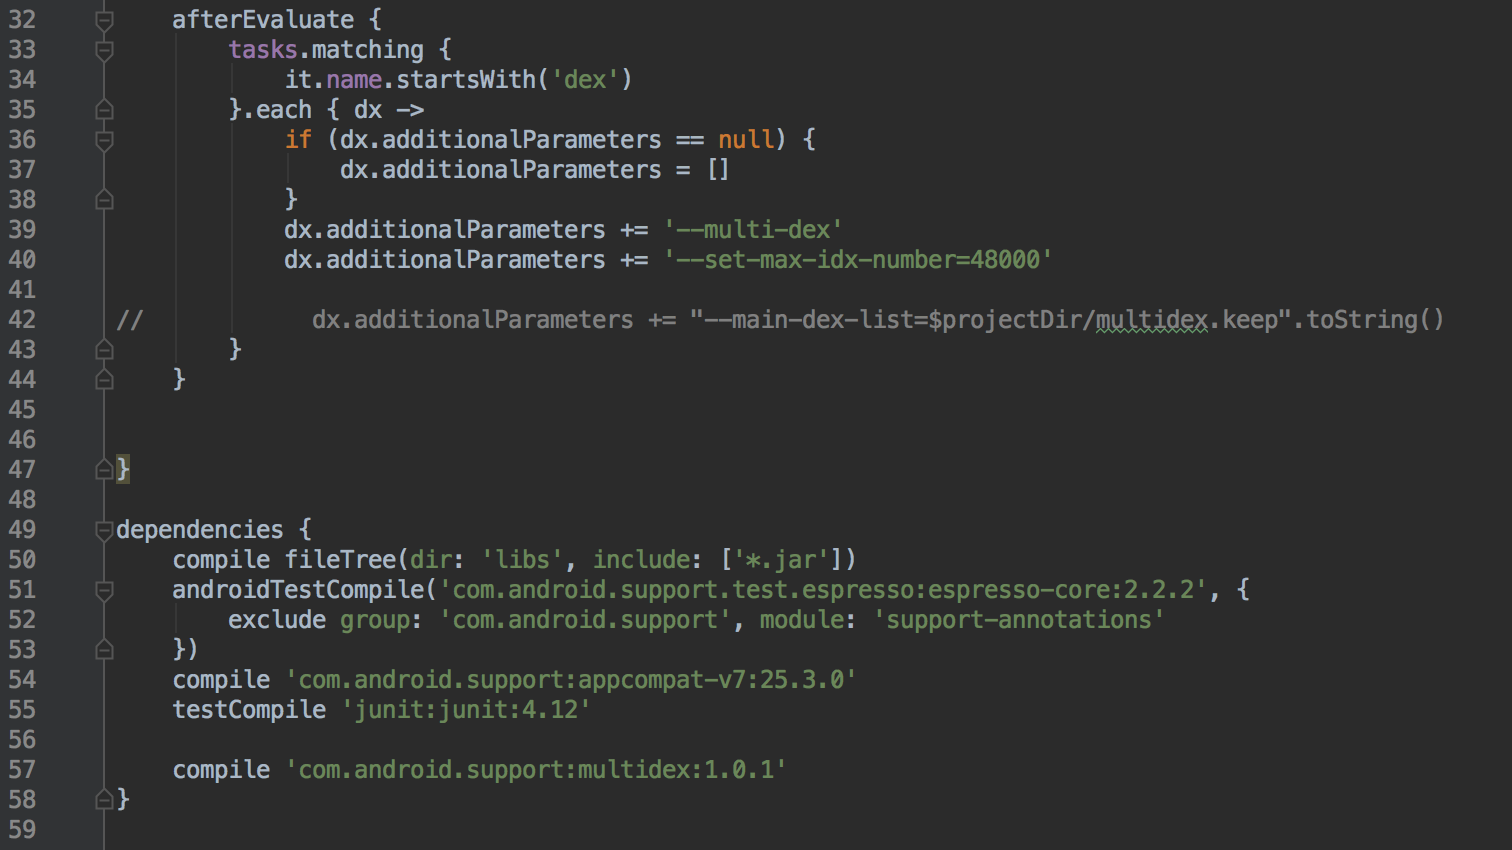 32 afterEvaluate {
33 tasks.matching {
34 it.name.startsWith('dex')
35 }.each { dx ->
36 if (dx.additionalParameters == null) {
37 dx.additionalParameters = []
38 }
39 dx.additionalParameters += '--multi-dex'
40 dx.additionalParameters += '--set-max-idx-number=48000'
41
42 // dx.additionalParameters += "--main-dex-list=$projectDir/multidex.keep".toString()
43 }
44 }
45
46
47 }
48
49 dependencies {
50 compile fileTree(dir: 'libs', include: ['*.jar'])
51 androidTestCompile('com.android.support.test.espresso:espresso-core:2.2.2', {
52 exclude group: 'com.android.support', module: 'support-annotations'
53 })
54 compile 'com.android.support:appcompat-v7:25.3.0'
55 testCompile 'junit:junit:4.12'
56
57 compile 'com.android.support:multidex:1.0.1'
58 }
59